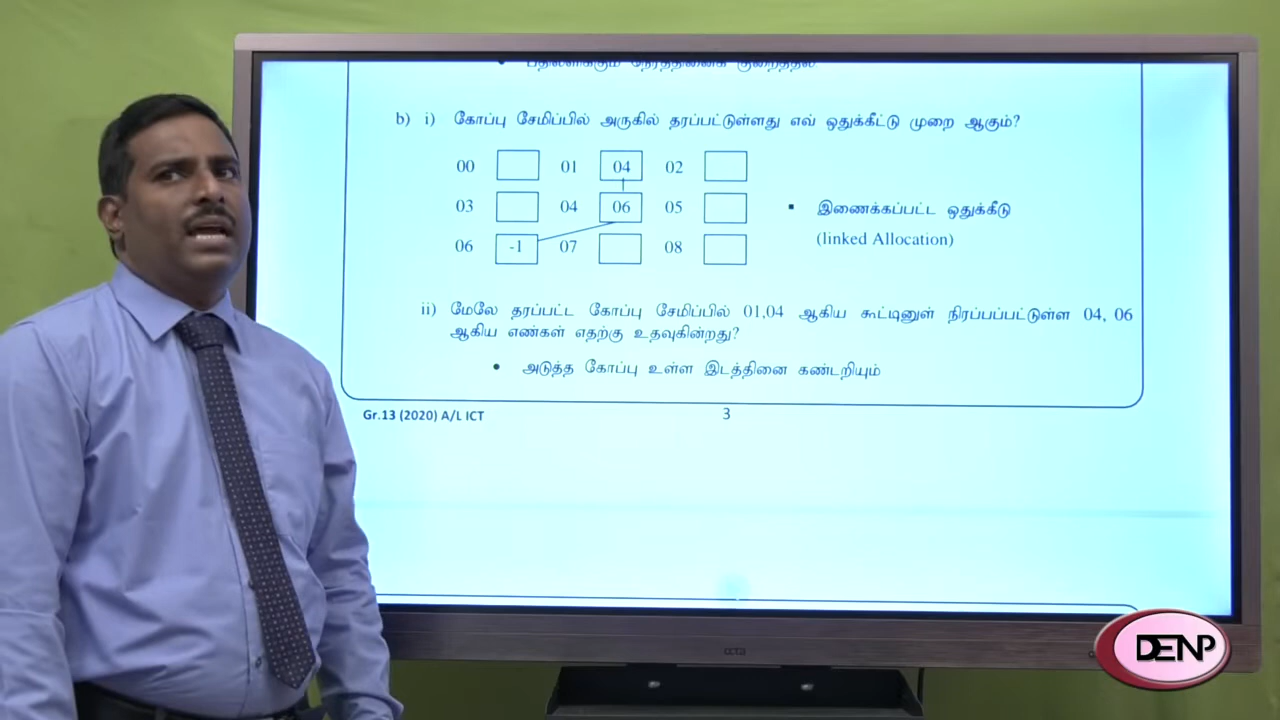 b) i) கோப்பு சேமிப்பில் அருகில் தரப்பட்டுள்ளது எவ் ஒதுக்கீட்டு முறை ஆகும்?
00 01 04 02
03 04 06 05
06 -1 07 08
▪ இணைக்கப்பட்ட ஒதுக்கீடு
(linked Allocation)
ii) மேலே தரப்பட்ட கோப்பு சேமிப்பில் 01,04 ஆகிய கூட்டினுள் நிரப்பப்பட்டுள்ள 04, 06
ஆகிய எண்கள் எதற்கு உதவுகின்றது?
• அடுத்த கோப்பு உள்ள இடத்தினை கண்டறியும்
Gr.13 (2020) A/L ICT 3
DENP